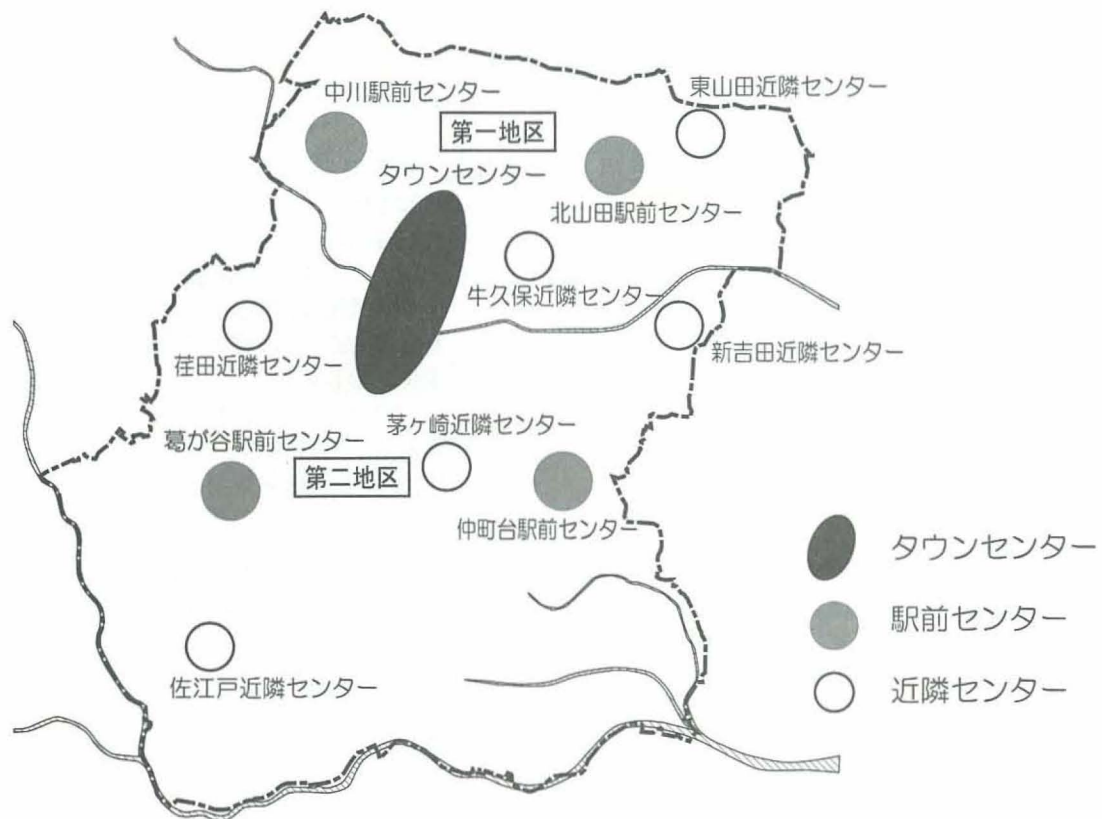 中川駅前センター
東山田近隣センター
第一地区
タウンセンター
北山田駅前センター
牛久保近隣センター
新吉田近隣センター
荏田近隣センター
茅ヶ崎近隣センター
葛が谷駅前センター
第二地区
仲町台駅前センター
タウンセンター
駅前センター
佐江戸近隣センター
近隣センター